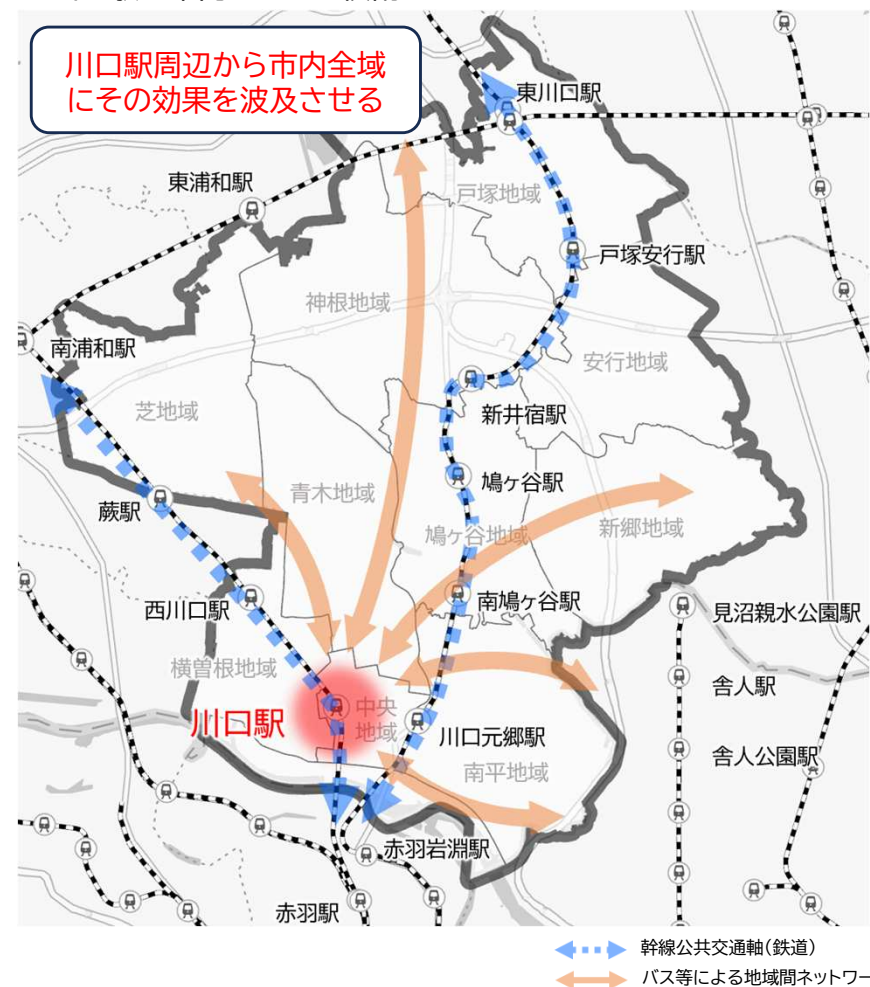 川口駅周辺から市内全域
にその効果を波及させる
東川口駅
東浦和駅
戸塚地域
戸塚安行駅
神根地域
南浦和駅
安行地域
芝地域
新井宿駅
鳩ヶ谷駅
青木地域
蕨駅
鳩ヶ谷地域
新郷地域
西川口駅
南鳩ヶ谷駅
見沼親水公園駅
横曽根地域
舎人駅
川口駅
中央
地域
川口元郷駅
舎人公園駅
南平地域
赤羽岩淵駅
赤羽駅
幹線公共交通軸(鉄道)
バス等による地域間ネットワー